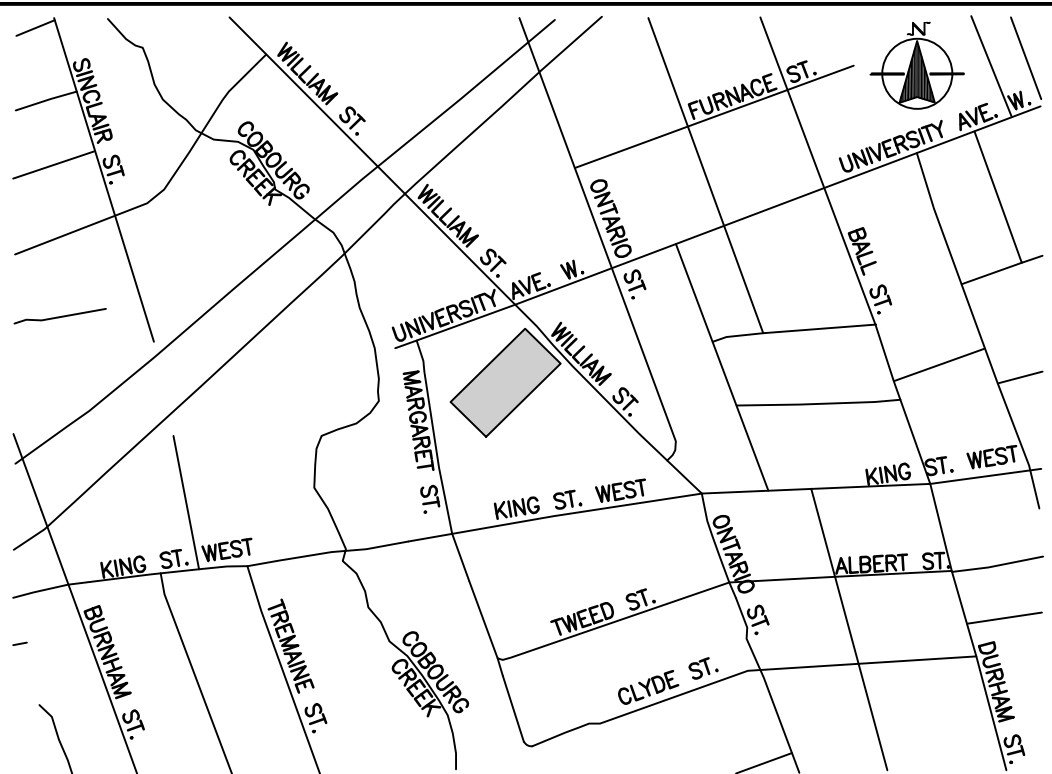 N
SINCLAIR ST.
WILLIAM ST.
COBOURG
CREEK
FURNACE ST.
UNIVERSITY AVE. W.
WILLIAM ST.
ONTARIO ST.
BALL ST.
UNIVERSITY AVE. W.
WILLIAM ST.
MARGARET ST.
KING ST. WEST
KING ST. WEST
KING ST. WEST
ONTARIO ST.
ALBERT ST.
TWEED ST.
BURNHAM ST.
TREMAINE ST.
COBOURG
CREEK
CLYDE ST.
DURHAM ST.